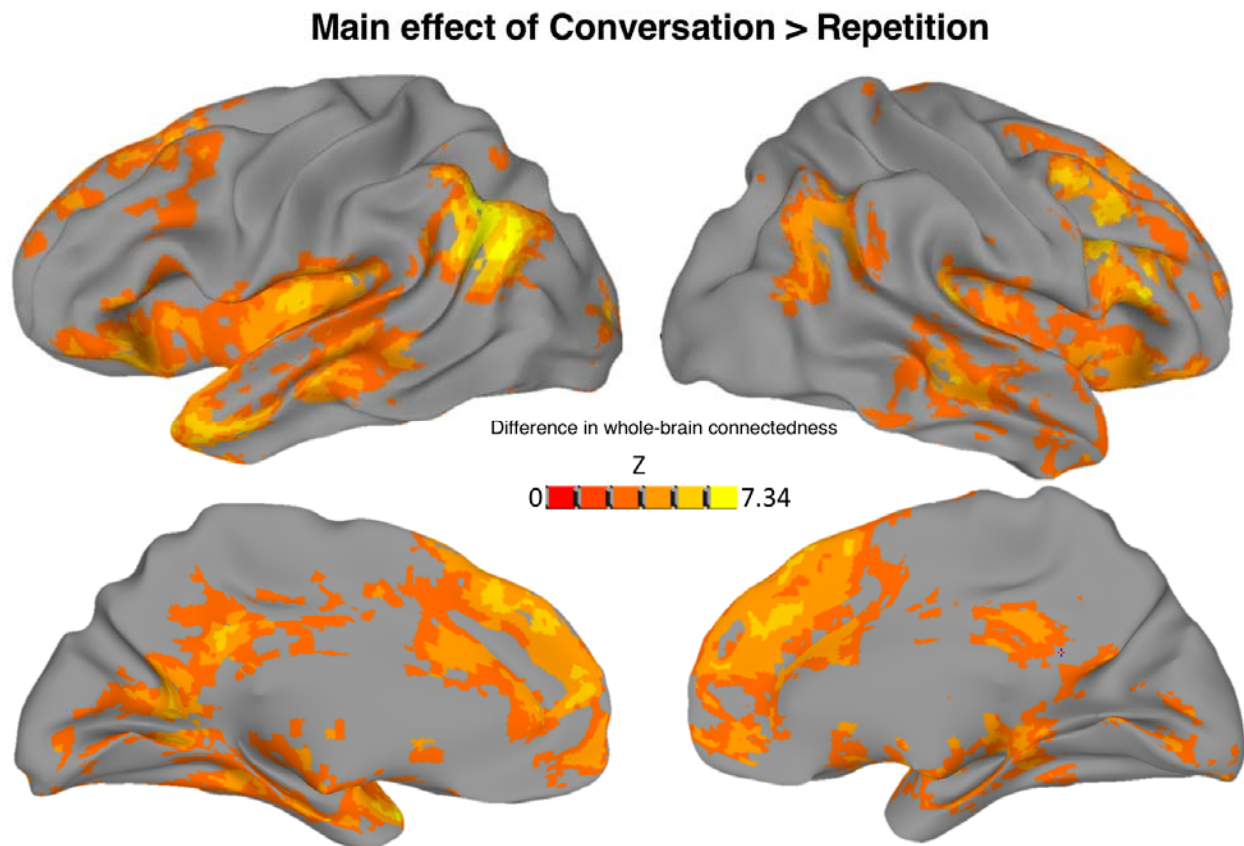 Main effect of Conversation > Repetition
Difference in whole-brain connectedness
Z
0 7.34